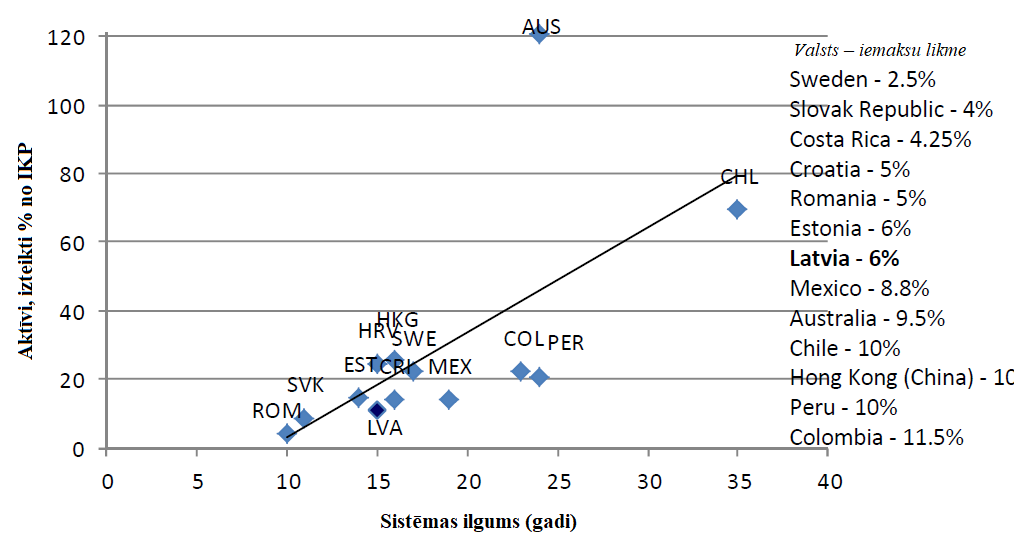 AUS
120
100
80
60
40
20
0
Aktīvi, izteikti % no IKP
CHL
HKG
HRV
SWE
COL PER
EST CRI MEX
SVK
ROM
LVA
0 5 10 15 20 25 30 35 40
Sistēmas ilgums (gadi)
Valsts – iemaksu likme
Sweden - 2.5%
Slovak Republic - 4%
Costa Rica - 4.25%
Croatia - 5%
Romania - 5%
Estonia - 6%
Latvia - 6%
Mexico - 8.8%
Australia - 9.5%
Chile - 10%
Hong Kong (China) - 10
Peru - 10%
Colombia - 11.5%